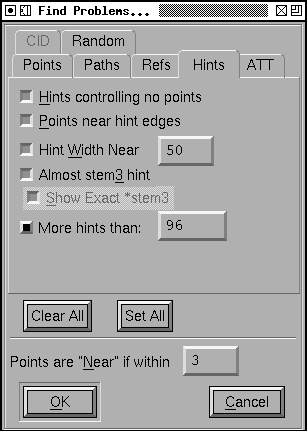 Find Problems...
CID Random
Points Paths Refs Hints ATT
Hints controlling no points
Points near hint edges
Hint Width Near 50
Almost stem3 hint
Show Exact *stem3
More hints than: 96
Clear All Set All
Points are "Near" if within 3
OK Cancel